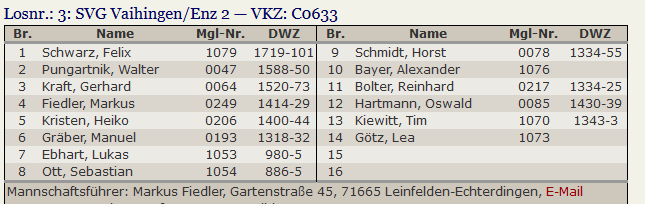 Losnr.: 3: SVG Vaihingen/Enz 2 — VKZ: C0633
Br. Name Mgl-Nr. DWZ Br. Name Mgl-Nr. DWZ
1 Schwarz, Felix 1079 1719-101 9 Schmidt, Horst 0078 1334-55
2 Pungartnik, Walter 0047 1588-50 10 Bayer, Alexander 1076
3 Kraft, Gerhard 0064 1520-73 11 Bolter, Reinhard 0217 1334-25
4 Fiedler, Markus 0249 1414-29 12 Hartmann, Oswald 0085 1430-39
5 Kristen, Heiko 0206 1400-44 13 Kiewitt, Tim 1070 1343-3
6 Gräber, Manuel 0193 1318-32 14 Götz, Lea 1073
7 Ebhart, Lukas 1053 980-5 15
8 Ott, Sebastian 1054 886-5 16
Mannschaftsführer: Markus Fiedler, Gartenstraße 45, 71665 Leinfelden-Echterdingen, E-Mail